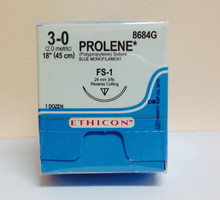 3-0
(2.0 metric)
18" (45 cm)
PROLENE*
8684G
(Polypropylene) Suture
BLUE MONOFILAMENT
FS-1
24 mm 3/8c
Reverse Cutting
1 DOZEN
ETHICON